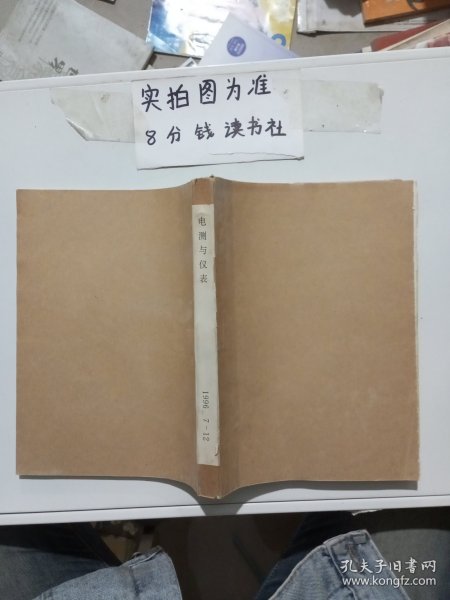 实拍图为准
8分钱读书社
电测与仪表
1996 7-12
孔夫子旧书网
www.kongfz.com